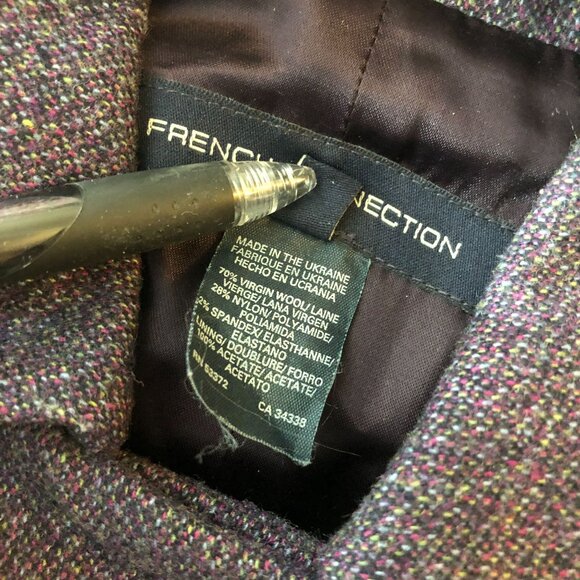 FRENCH NECTION
MADE IN THE UKRAINE
FABRIQUE EN UKRAINE
HECHO EN UCRANIA
70% VIRGIN WOOL/LAINE
VIERGE/LANA VIRGEN
28% NYLON/POLYAMIDE/
POLIAMIDA
2% SPANDEX/ELASTHANNE/
ELASTANO
LINING/DOUBLURE/FORRO
100% ACETATE/ACETATE/
ACETATO
RN 53372 CA 34338